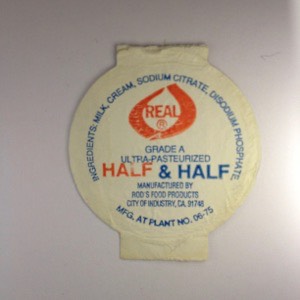 INGREDIENTS: MILK, CREAM, SODIUM CITRATE, DISODIUM PHOSPHATE.
REAL
®
GRADE A
ULTRA-PASTEURIZED
HALF & HALF
MANUFACTURED BY
ROD'S FOOD PRODUCTS
CITY OF INDUSTRY, CA. 91748
MFG. AT PLANT NO. 06-75